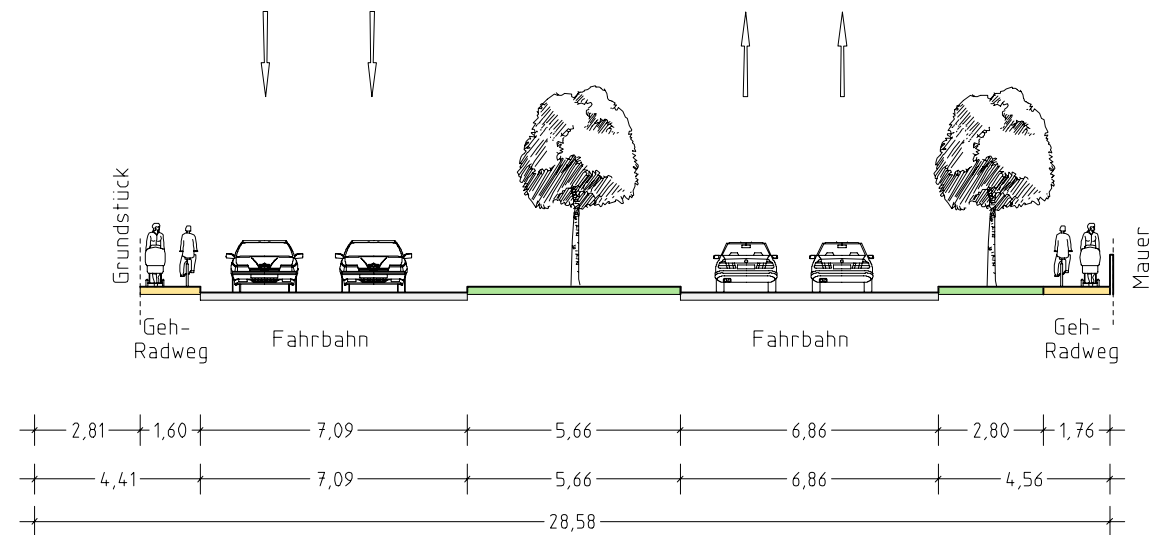 Grundstück
Mauer
Geh-
Radweg
Fahrbahn
Fahrbahn
Geh-
Radweg
2,81 1,60 7,09 5,66 6,86 2,80 1,76
4,41 7,09 5,66 6,86 4,56
28,58